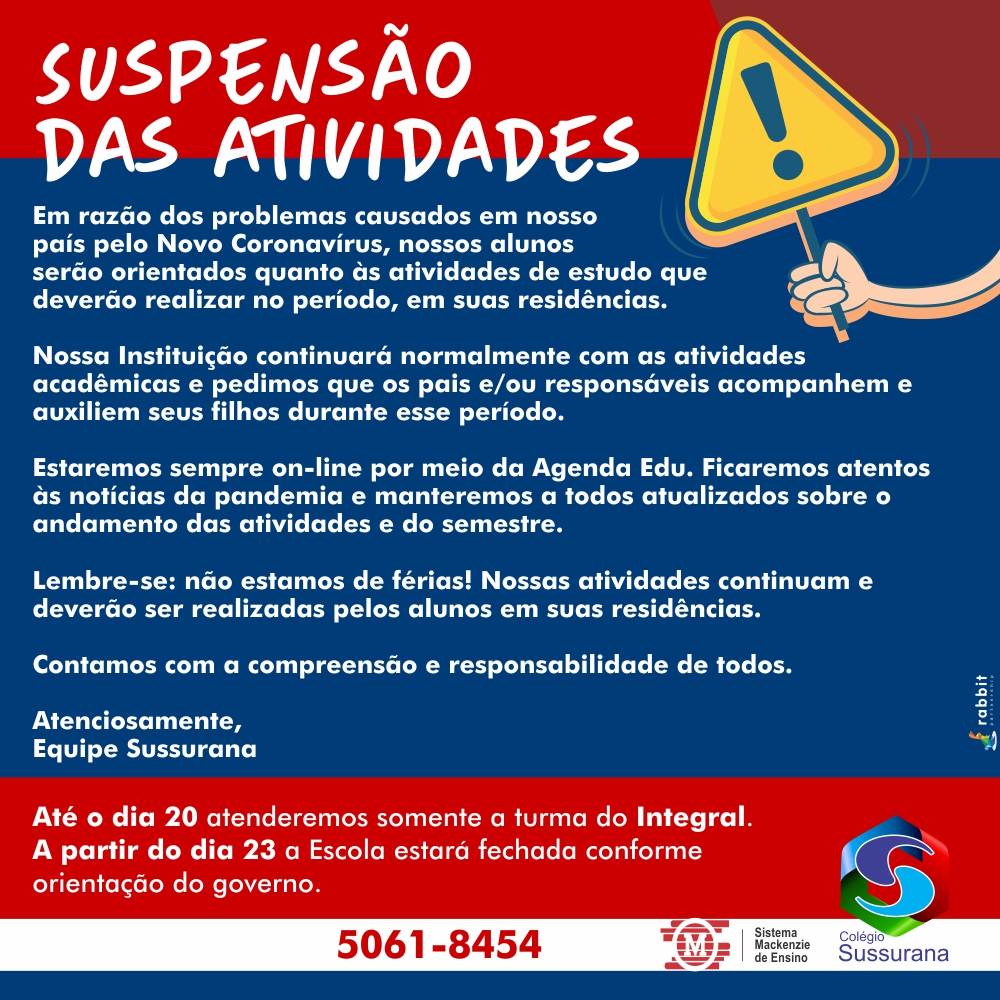 SUSPENSÃO
DAS ATIVIDADES
Em razão dos problemas causados em nosso
país pelo Novo Coronavírus, nossos alunos
serão orientados quanto às atividades de estudo que
deverão realizar no período, em suas residências.
Nossa Instituição continuará normalmente com as atividades
acadêmicas e pedimos que os pais e/ou responsáveis acompanhem e
auxiliem seus filhos durante esse período.
Estaremos sempre on-line por meio da Agenda Edu. Ficaremos atentos
às notícias da pandemia e manteremos a todos atualizados sobre o
andamento das atividades e do semestre.
Lembre-se: não estamos de férias! Nossas atividades continuam e
deverão ser realizadas pelos alunos em suas residências.
Contamos com a compreensão e responsabilidade de todos.
Atenciosamente,
Equipe Sussurana
rabbit
partnership
Até o dia 20 atenderemos somente a turma do Integral.
A partir do dia 23 a Escola estará fechada conforme
orientação do governo.
5061-8454
M
Sistema
Mackenzie
de Ensino
Colégio
Sussurana